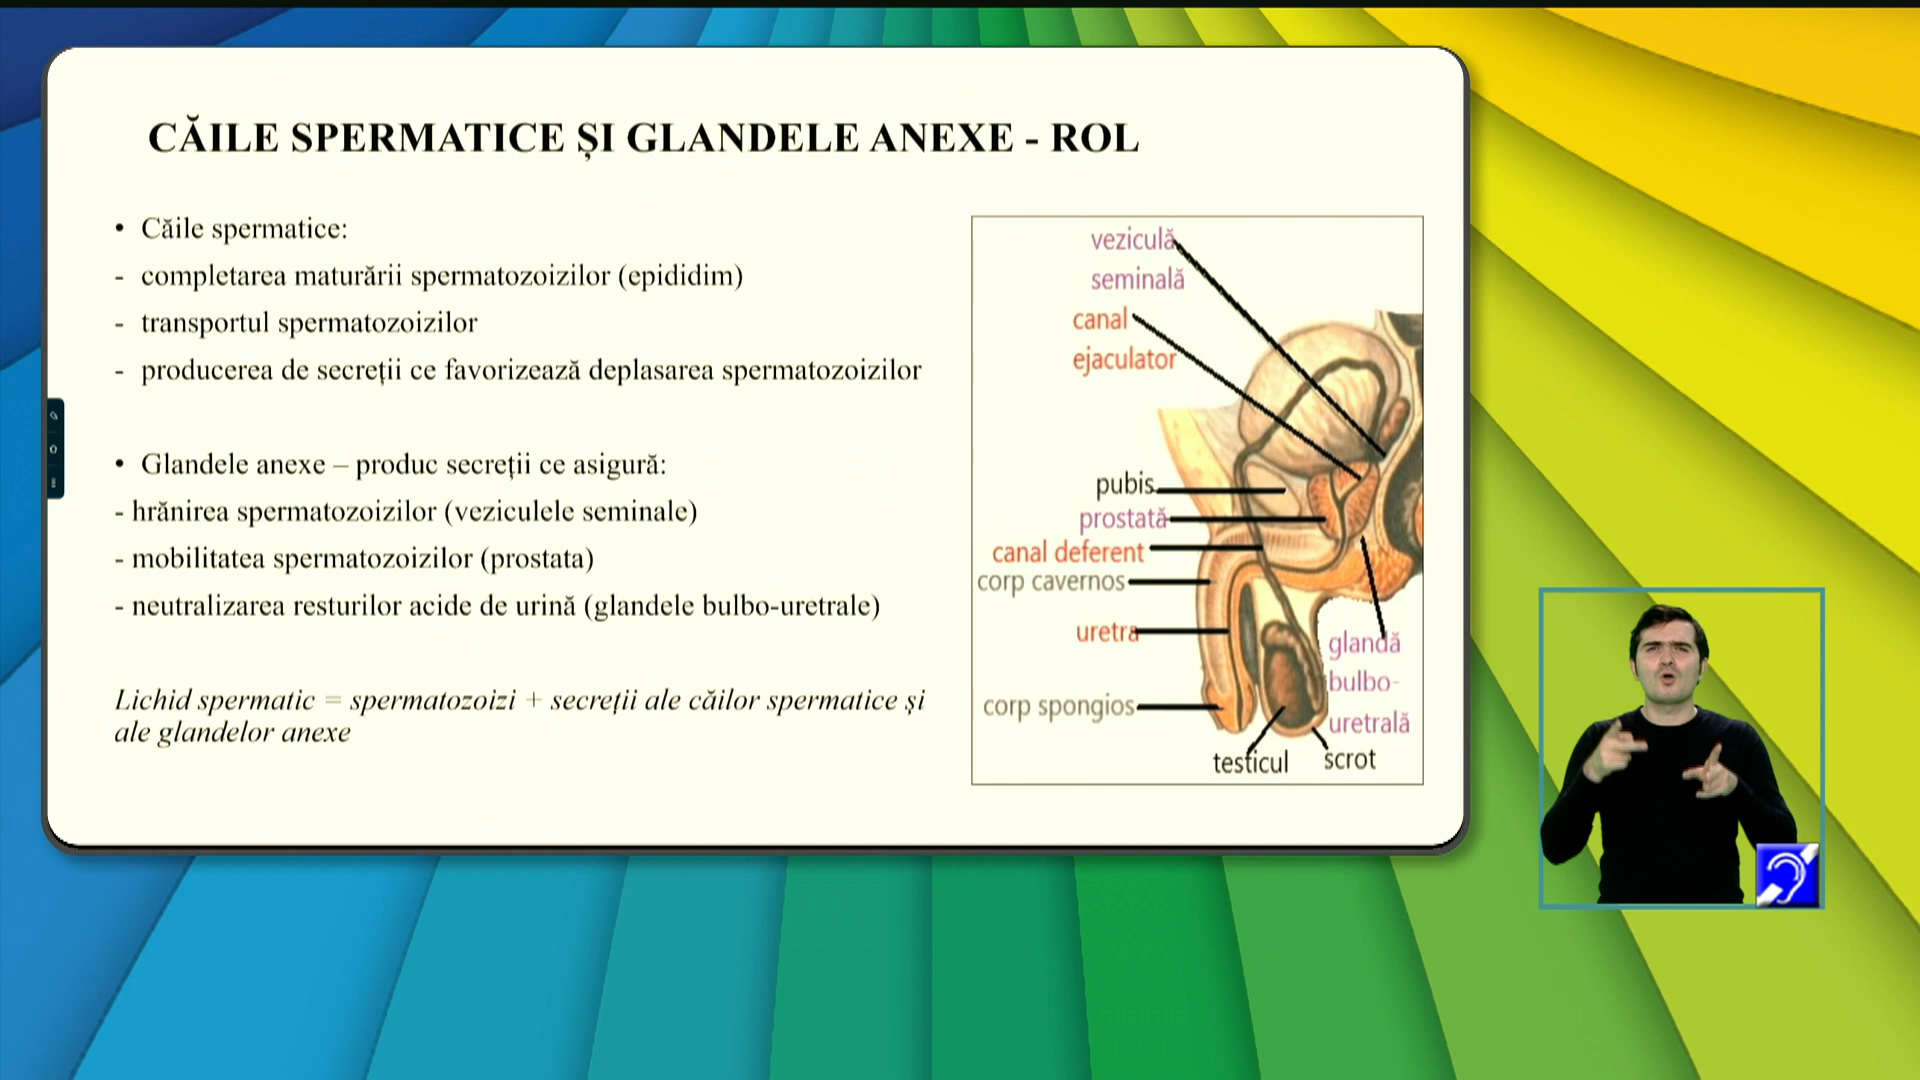 CĂILE SPERMATICE ȘI GLANDELE ANEXE - ROL
• Căile spermatice:
- completarea maturării spermatozoizilor (epididim)
- transportul spermatozoizilor
- producerea de secreții ce favorizează deplasarea spermatozoizilor
• Glandele anexe – produc secreții ce asigură:
- hrănirea spermatozoizilor (veziculele seminale)
- mobilitatea spermatozoizilor (prostata)
- neutralizarea resturilor acide de urină (glandele bulbo-uretrale)
Lichid spermatic = spermatozoizi + secreții ale căilor spermatice și
ale glandelor anexe
veziculă
seminală
canal
ejaculator
pubis
prostată
canal deferent
corp cavernos
uretra
corp spongios
glandă
bulbo-
uretrală
testicul
scrot